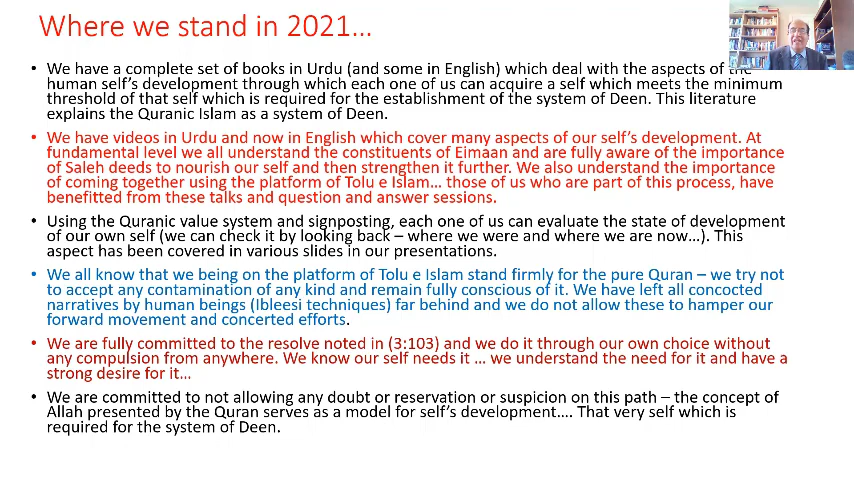 Where we stand in 2021...
• We have a complete set of books in Urdu (and some in English) which deal with the aspects of the
human self's development through which each one of us can acquire a self which meets the minimum
threshold of that self which is required for the establishment of the system of Deen. This literature
explains the Quranic Islam as a system of Deen.
• We have videos in Urdu and now in English which cover many aspects of our self's development. At
fundamental level we all understand the constituents of Eimaan and are fully aware of the importance
of Saleh deeds to nourish our self and then strengthen it further. We also understand the importance
of coming together using the platform of Tolu e Islam... those of us who are part of this process, have
benefitted from these talks and question and answer sessions.
• Using the Quranic value system and signposting, each one of us can evaluate the state of development
of our own self (we can check it by looking back – where we were and where we are now...). This
aspect has been covered in various slides in our presentations.
• We all know that we being on the platform of Tolu e Islam stand firmly for the pure Quran – we try not
to accept any contamination of any kind and remain fully conscious of it. We have left all concocted
narratives by human beings (Ibleesi techniques) far behind and we do not allow these to hamper our
forward movement and concerted efforts.
• We are fully committed to the resolve noted in (3:103) and we do it through our own choice without
any compulsion from anywhere. We know our self needs it ... we understand the need for it and have a
strong desire for it...
• We are committed to not allowing any doubt or reservation or suspicion on this path – the concept of
Allah presented by the Quran serves as a model for self's development.... That very self which is
required for the system of Deen.